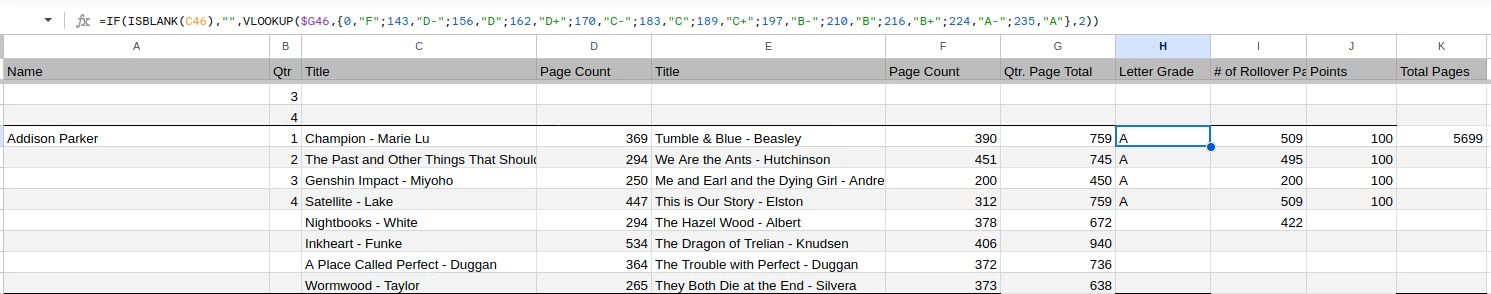 fx =IF(ISBLANK(C46),"",VLOOKUP($G46,{0,"F";143,"D-";156,"D";162,"D+";170,"C-";183,"C";189,"C+";197,"B-";210,"B";216,"B+";224,"A-";235,"A"},2))
A B C D E F G H I J K
Name Qtr Title Page Count Title Page Count Qtr. Page Total Letter Grade # of Rollover Pa Points Total Pages
3
4
Addison Parker 1 Champion - Marie Lu 369 Tumble & Blue - Beasley 390 759 A 509 100 5699
2 The Past and Other Things That Shoul 294 We Are the Ants - Hutchinson 451 745 A 495 100
3 Genshin Impact - Miyoho 250 Me and Earl and the Dying Girl - Andre 200 450 A 200 100
4 Satellite - Lake 447 This is Our Story - Elston 312 759 A 509 100
Nightbooks - White 294 The Hazel Wood - Albert 378 672 422
Inkheart - Funke 534 The Dragon of Trelian - Knudsen 406 940
A Place Called Perfect - Duggan 364 The Trouble with Perfect - Duggan 372 736
Wormwood - Taylor 265 They Both Die at the End - Silvera 373 638